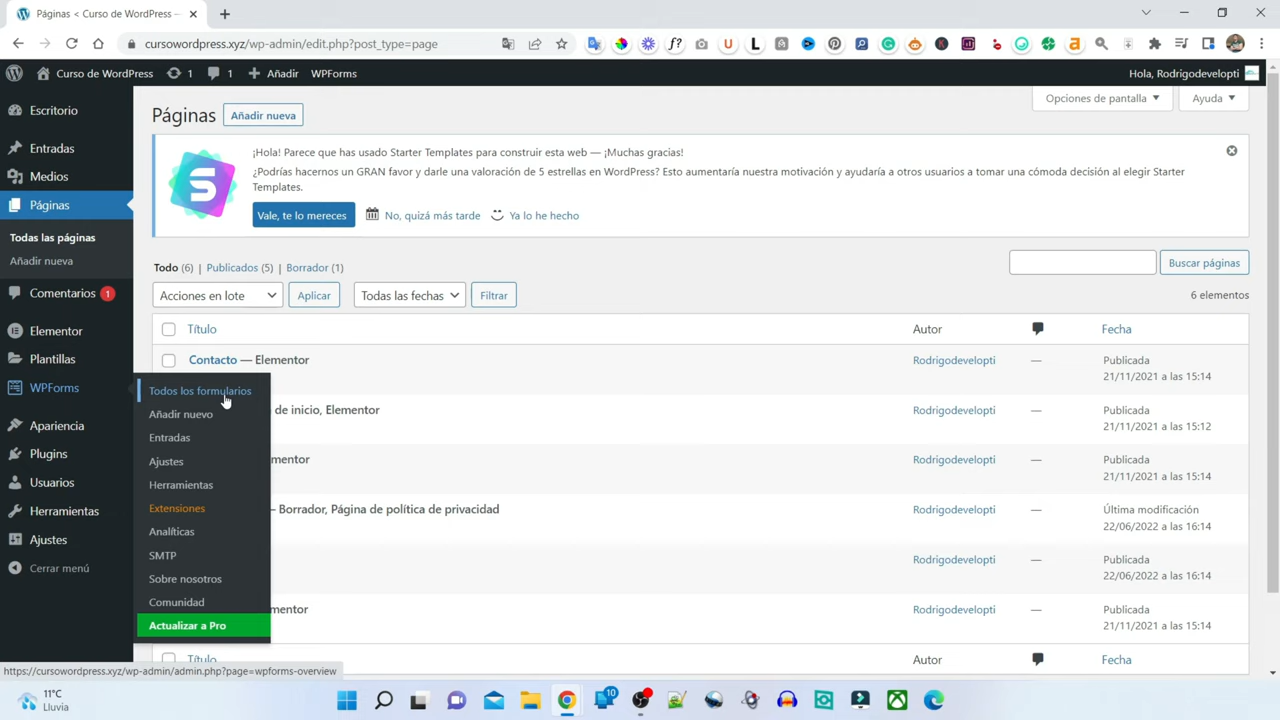 Páginas < Curso de WordPress –
cursowordpress.xyz/wp-admin/edit.php?post_type=page
Curso de WordPress
1
1
Añadir
WPForms
Hola, Rodrigodevelopti
Escritorio
Entradas
Medios
Páginas
Todas las páginas
Añadir nueva
Comentarios 1
Elementor
Plantillas
WPForms
Apariencia
Plugins
Usuarios
Herramientas
Ajustes
Cerrar menú
Todos los formularios
Añadir nuevo
Entradas
Ajustes
Herramientas
Extensiones
Analíticas
SMTP
Sobre nosotros
Comunidad
Actualizar a Pro
Opciones de pantalla
Ayuda
Páginas
Añadir nueva
¡Hola! Parece que has usado Starter Templates para construir esta web — ¡Muchas gracias!
¿Podrías hacernos un GRAN favor y darle una valoración de 5 estrellas en WordPress? Esto aumentaría nuestra motivación y ayudaría a otros usuarios a tomar una cómoda decisión al elegir Starter
Templates.
Vale, te lo mereces
No, quizá más tarde
Ya lo he hecho
Todo (6) | Publicados (5) | Borrador (1)
Buscar páginas
Acciones en lote
Aplicar
Todas las fechas
Filtrar
6 elementos
Título
Autor
Fecha
Contacto — Elementor
Rodrigodevelopti
—
Publicada
21/11/2021 a las 15:14
de inicio, Elementor
Rodrigodevelopti
—
Publicada
21/11/2021 a las 15:12
mentor
Rodrigodevelopti
—
Publicada
21/11/2021 a las 15:14
– Borrador, Página de política de privacidad
Rodrigodevelopti
—
Última modificación
22/06/2022 a las 16:14
Rodrigodevelopti
—
Publicada
22/06/2022 a las 16:14
mentor
Rodrigodevelopti
—
Publicada
21/11/2021 a las 15:14
Título
Autor
Fecha
https://cursowordpress.xyz/wp-admin/admin.php?page=wpforms-overview
11°C
Lluvia
10